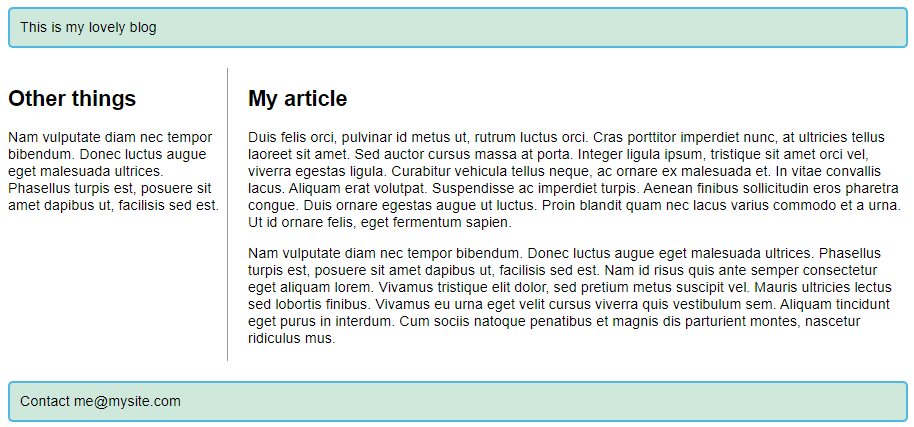 This is my lovely blog
Other things
Nam vulputate diam nec tempor
bibendum. Donec luctus augue
eget malesuada ultrices.
Phasellus turpis est, posuere sit
amet dapibus ut, facilisis sed est.
My article
Duis felis orci, pulvinar id metus ut, rutrum luctus orci. Cras porttitor imperdiet nunc, at ultricies tellus
laoreet sit amet. Sed auctor cursus massa at porta. Integer ligula ipsum, tristique sit amet orci vel,
viverra egestas ligula. Curabitur vehicula tellus neque, ac ornare ex malesuada et. In vitae convallis
lacus. Aliquam erat volutpat. Suspendisse ac imperdiet turpis. Aenean finibus sollicitudin eros pharetra
congue. Duis ornare egestas augue ut luctus. Proin blandit quam nec lacus varius commodo et a urna.
Ut id ornare felis, eget fermentum sapien.
Nam vulputate diam nec tempor bibendum. Donec luctus augue eget malesuada ultrices. Phasellus
turpis est, posuere sit amet dapibus ut, facilisis sed est. Nam id risus quis ante semper consectetur
eget aliquam lorem. Vivamus tristique elit dolor, sed pretium metus suscipit vel. Mauris ultricies lectus
sed lobortis finibus. Vivamus eu urna eget velit cursus viverra quis vestibulum sem. Aliquam tincidunt
eget purus in interdum. Cum sociis natoque penatibus et magnis dis parturient montes, nascetur
ridiculus mus.
Contact me@mysite.com